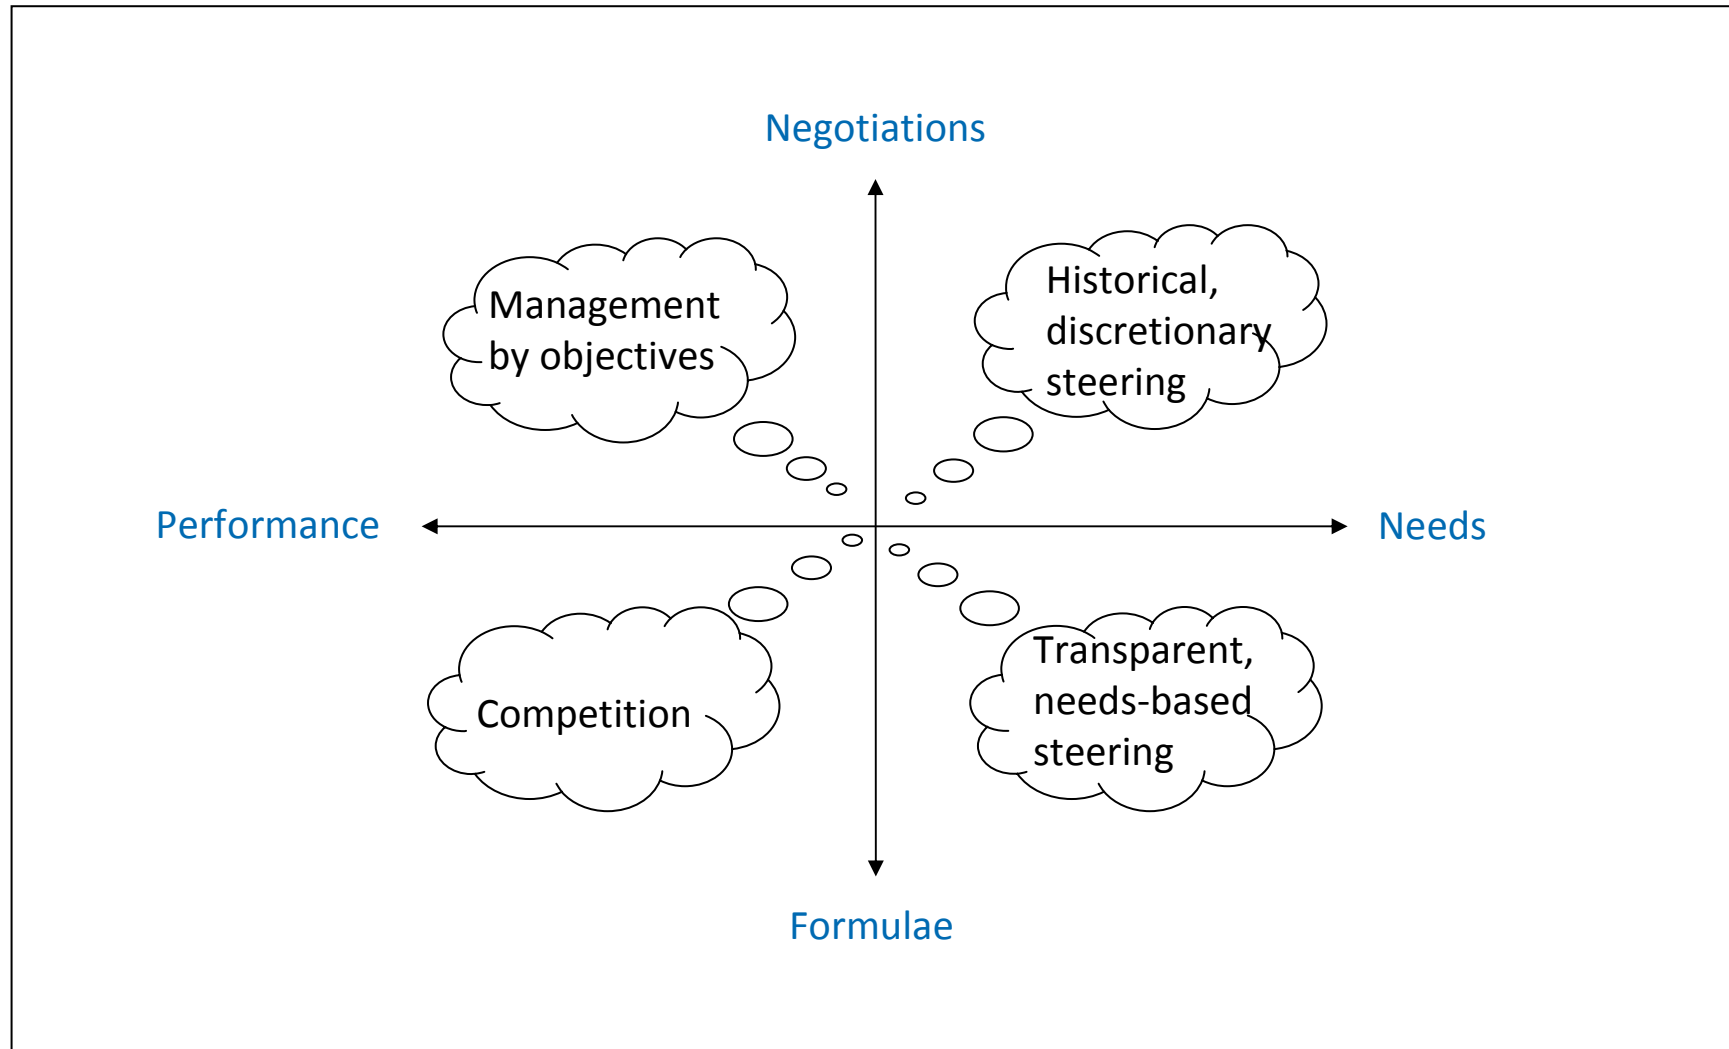 Negotiations
Management
by objectives
Historical,
discretionary
steering
Performance
Needs
Competition
Transparent,
needs-based
steering
Formulae